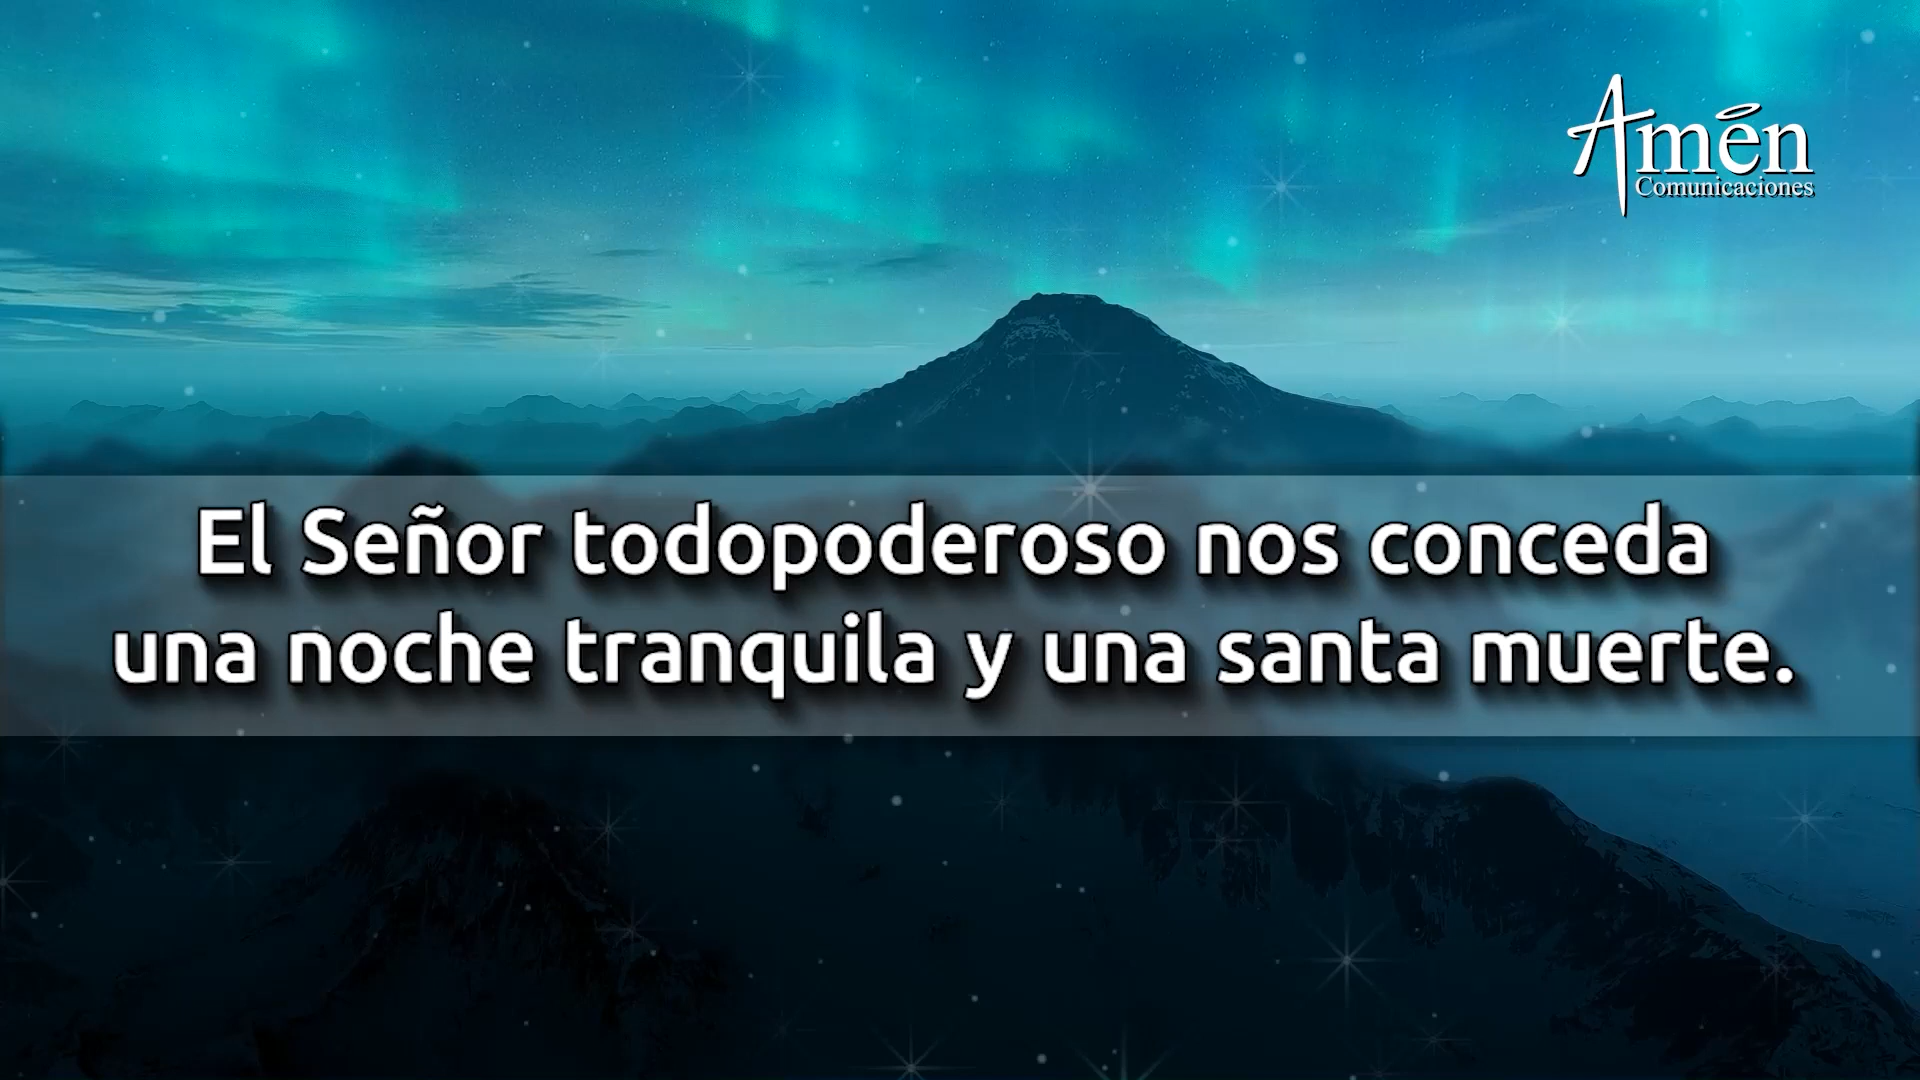 Amén
Comunicaciones
El Señor todopoderoso nos conceda
una noche tranquila y una santa muerte.